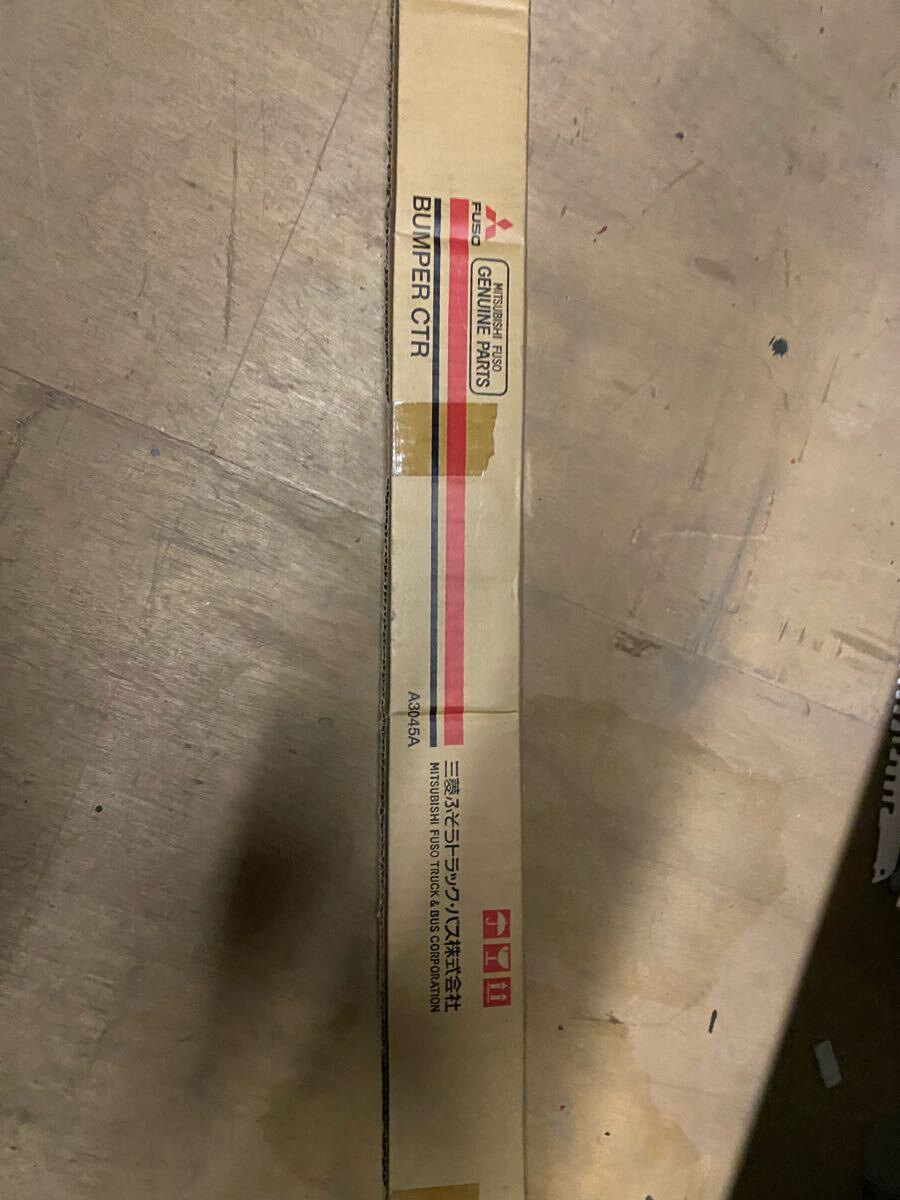 FUSO
MITSUBISHI FUSO
GENUINE PARTS
BUMPER CTR
A3045A
三菱ふそうトラック・バス株式会社
MITSUBISHI FUSO TRUCK & BUS CORPORATION